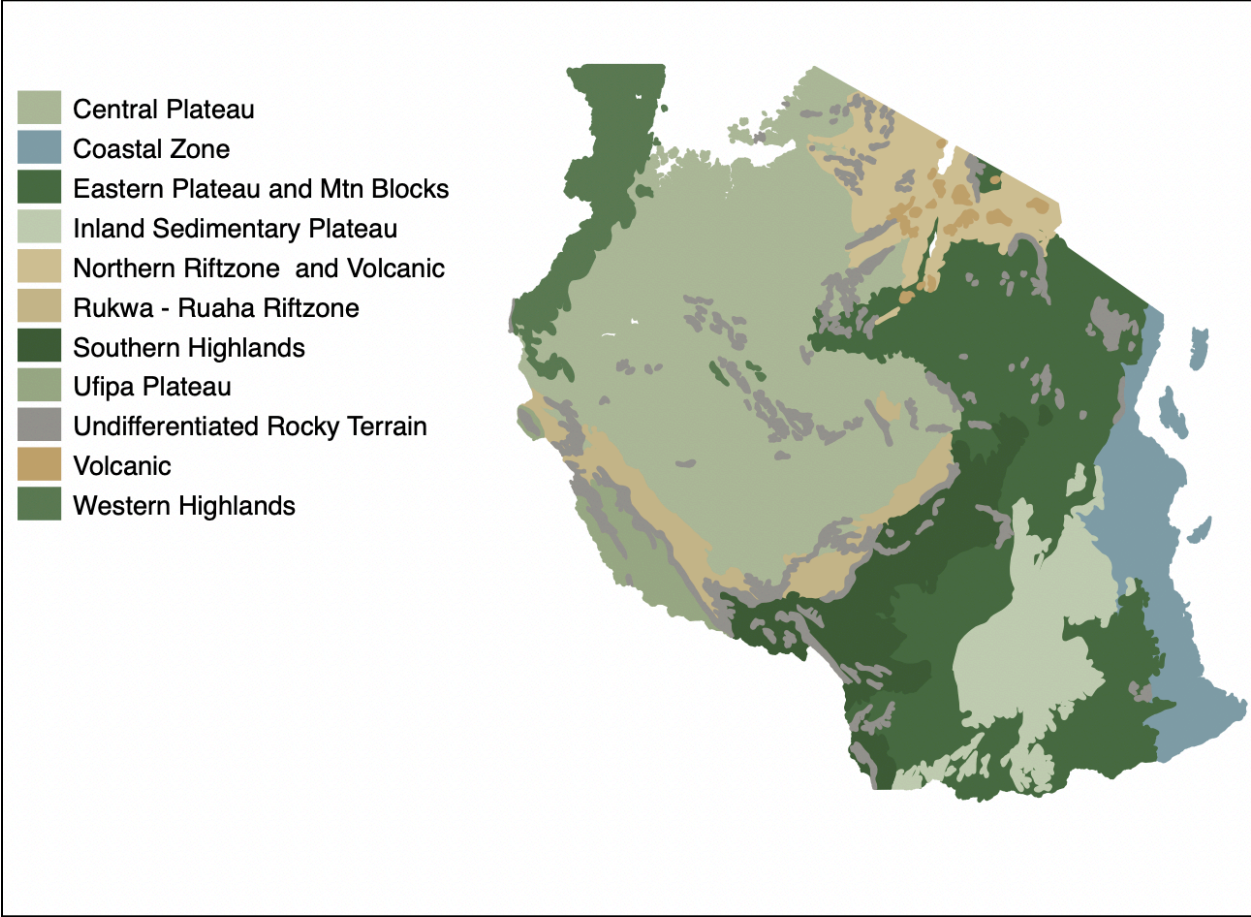 Central Plateau
Coastal Zone
Eastern Plateau and Mtn Blocks
Inland Sedimentary Plateau
Northern Riftzone  and Volcanic
Rukwa - Ruaha Riftzone
Southern Highlands
Ufipa Plateau
Undifferentiated Rocky Terrain
Volcanic
Western Highlands